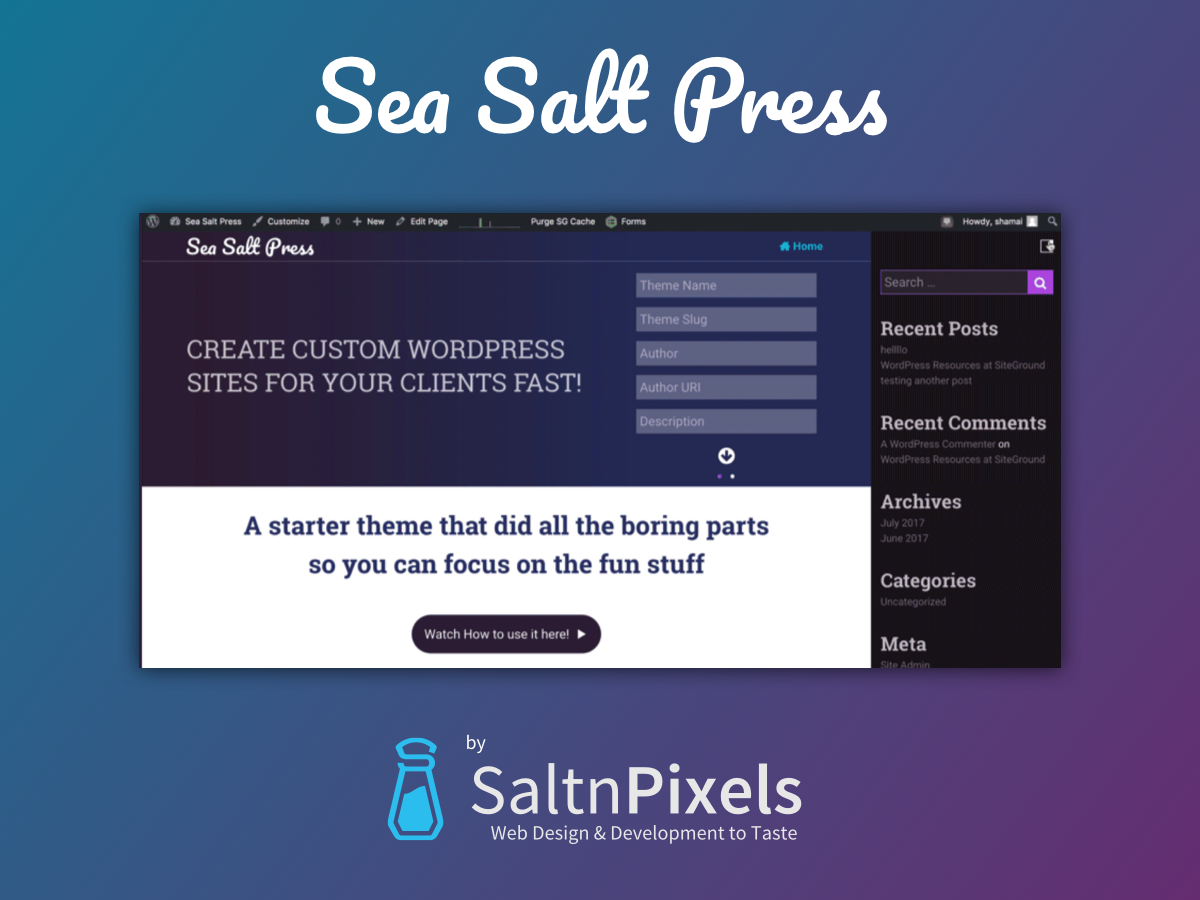 Sea Salt Press
Sea Salt Press Customize 0 New Edit Page Purge SG Cache Forms Howdy, shamai
Sea Salt Press
Home
Theme Name
Theme Slug
Author
Author URI
Description
CREATE CUSTOM WORDPRESS
SITES FOR YOUR CLIENTS FAST!
A starter theme that did all the boring parts
so you can focus on the fun stuff
Watch How to use it here!
Search ...
Recent Posts
hellllo
WordPress Resources at SiteGround
testing another post
Recent Comments
A WordPress Commenter on
WordPress Resources at SiteGround
Archives
July 2017
June 2017
Categories
Uncategorized
Meta
Site Admin
by
SaltnPixels
Web Design & Development to Taste